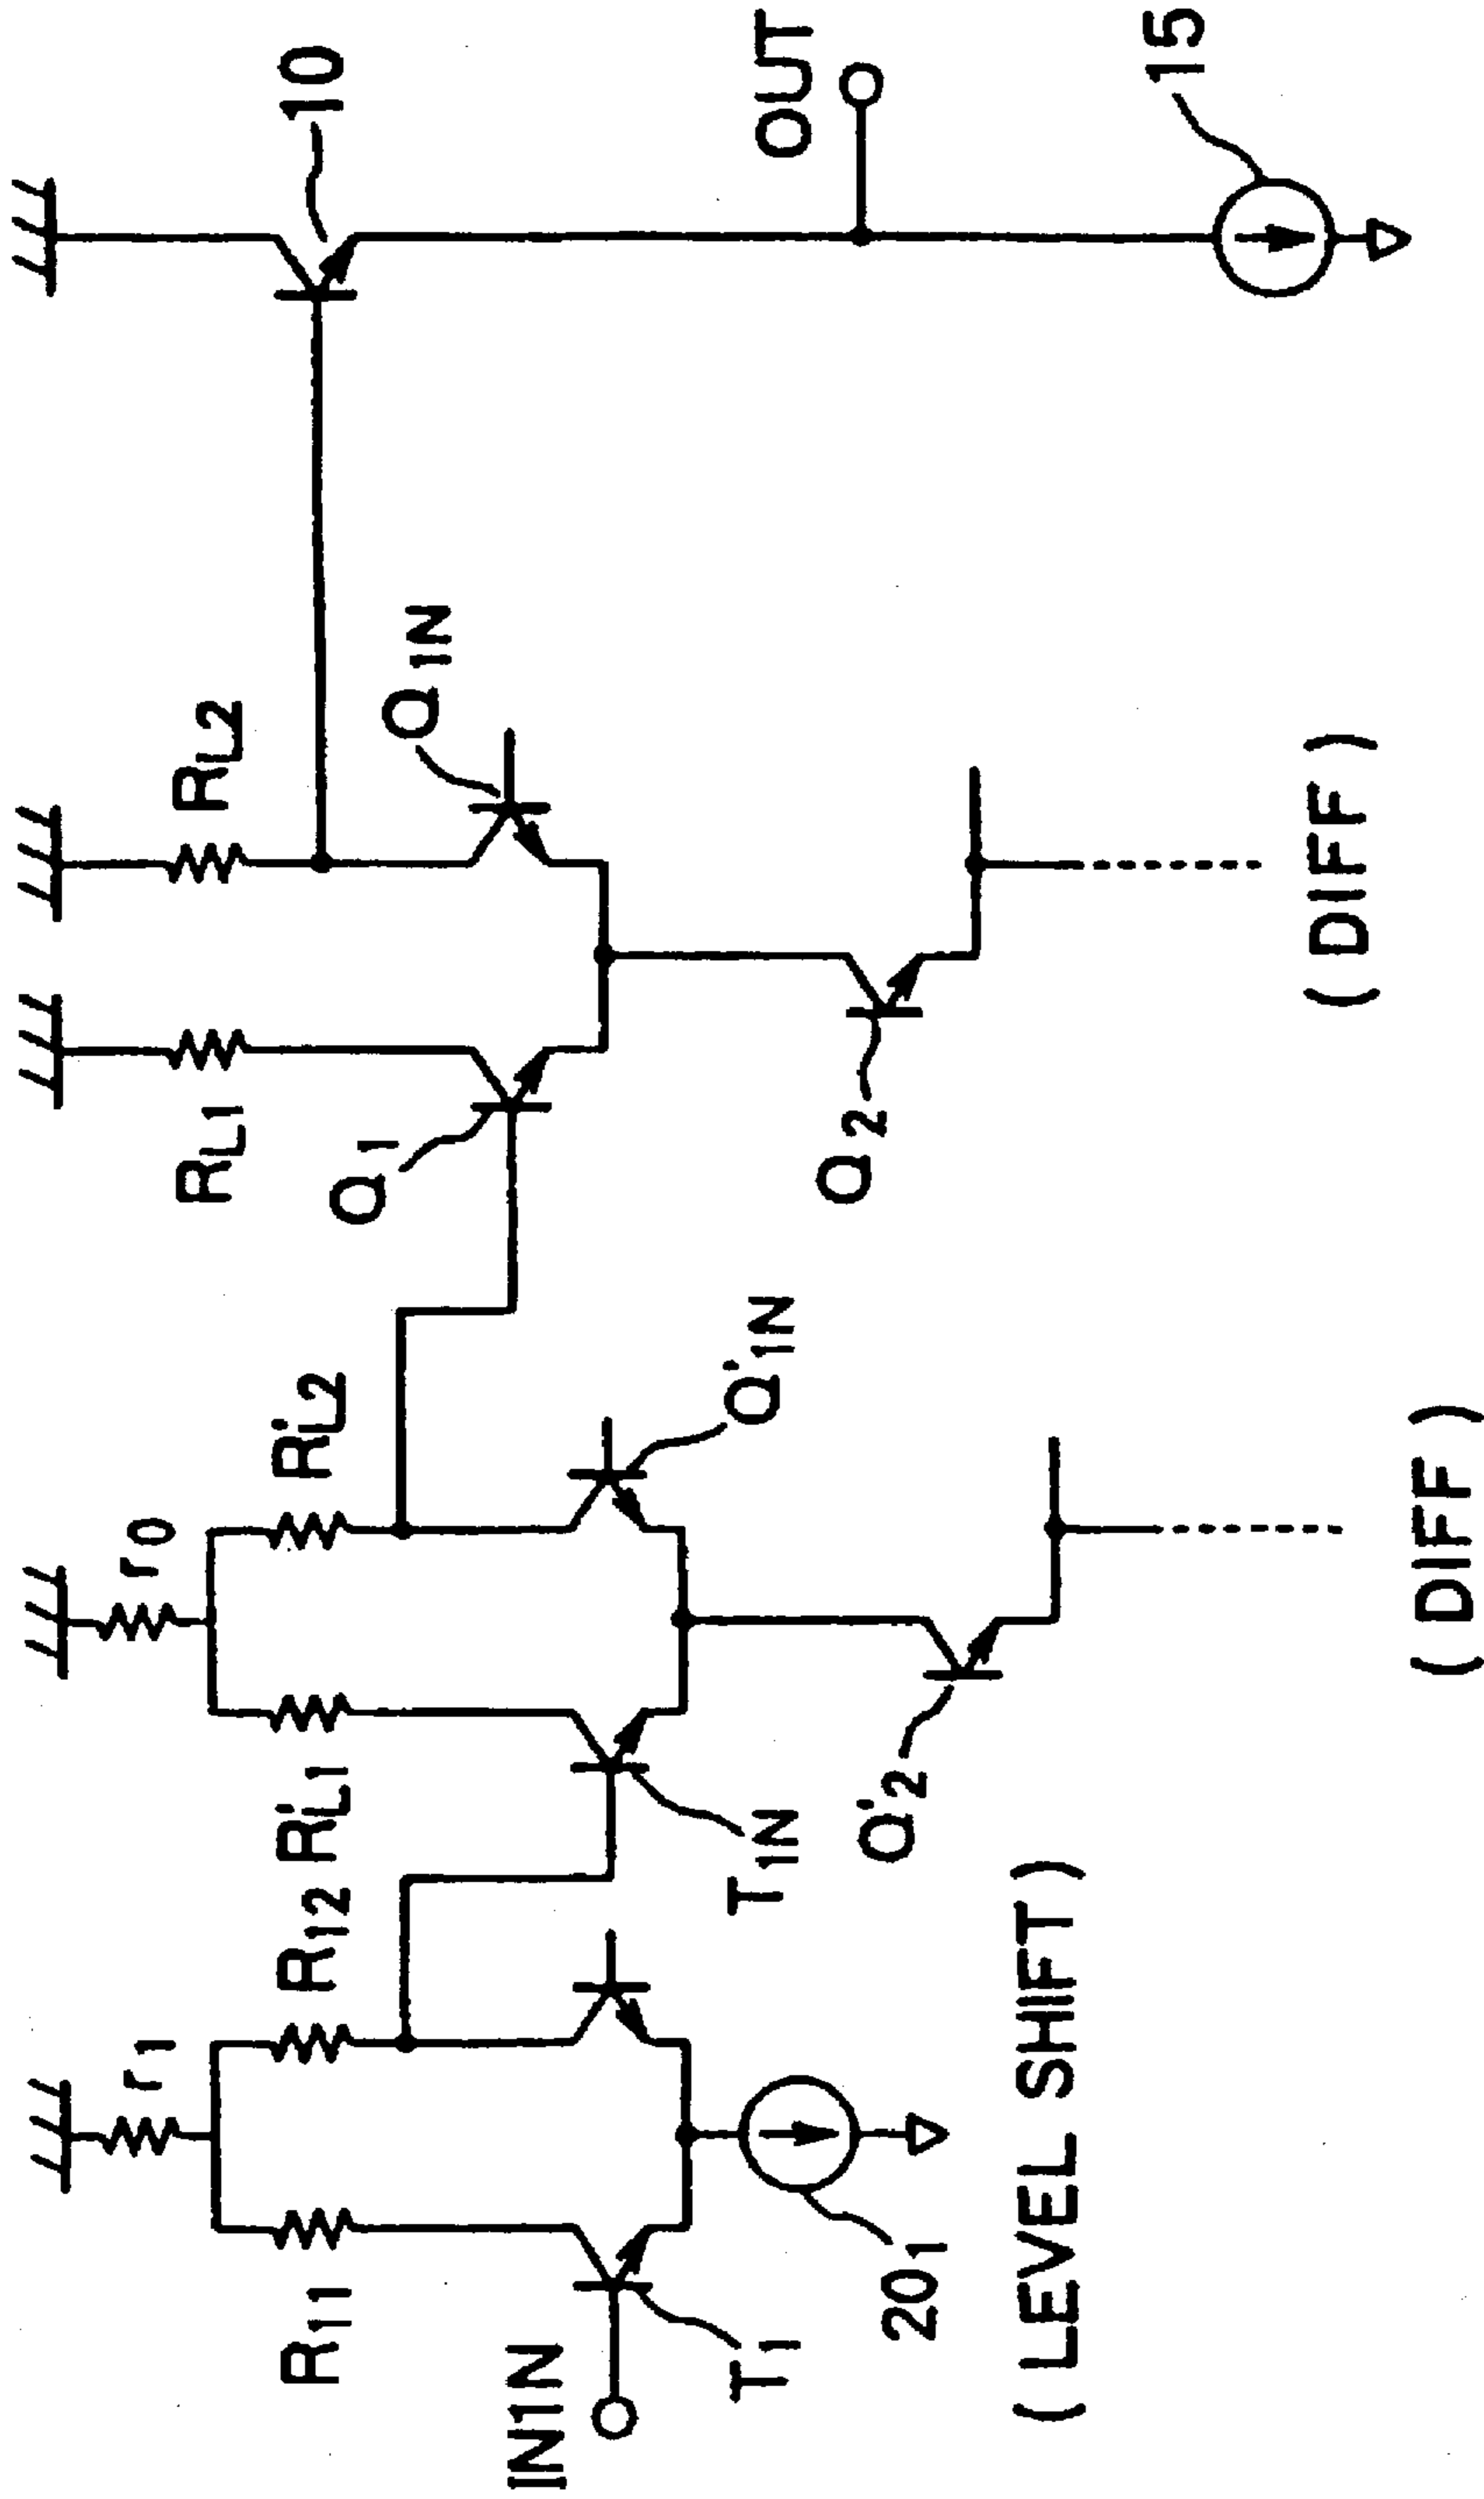 r1
r0
R11
R12
R'L1
R'L2
RL1
RL2
10
IN1N
T1
T1N
Q'1N
Q1
Q1N
OUT
201
Q'2
Q2
15
( LEVEL SHIFT )
( DIFF )
( DIFF )